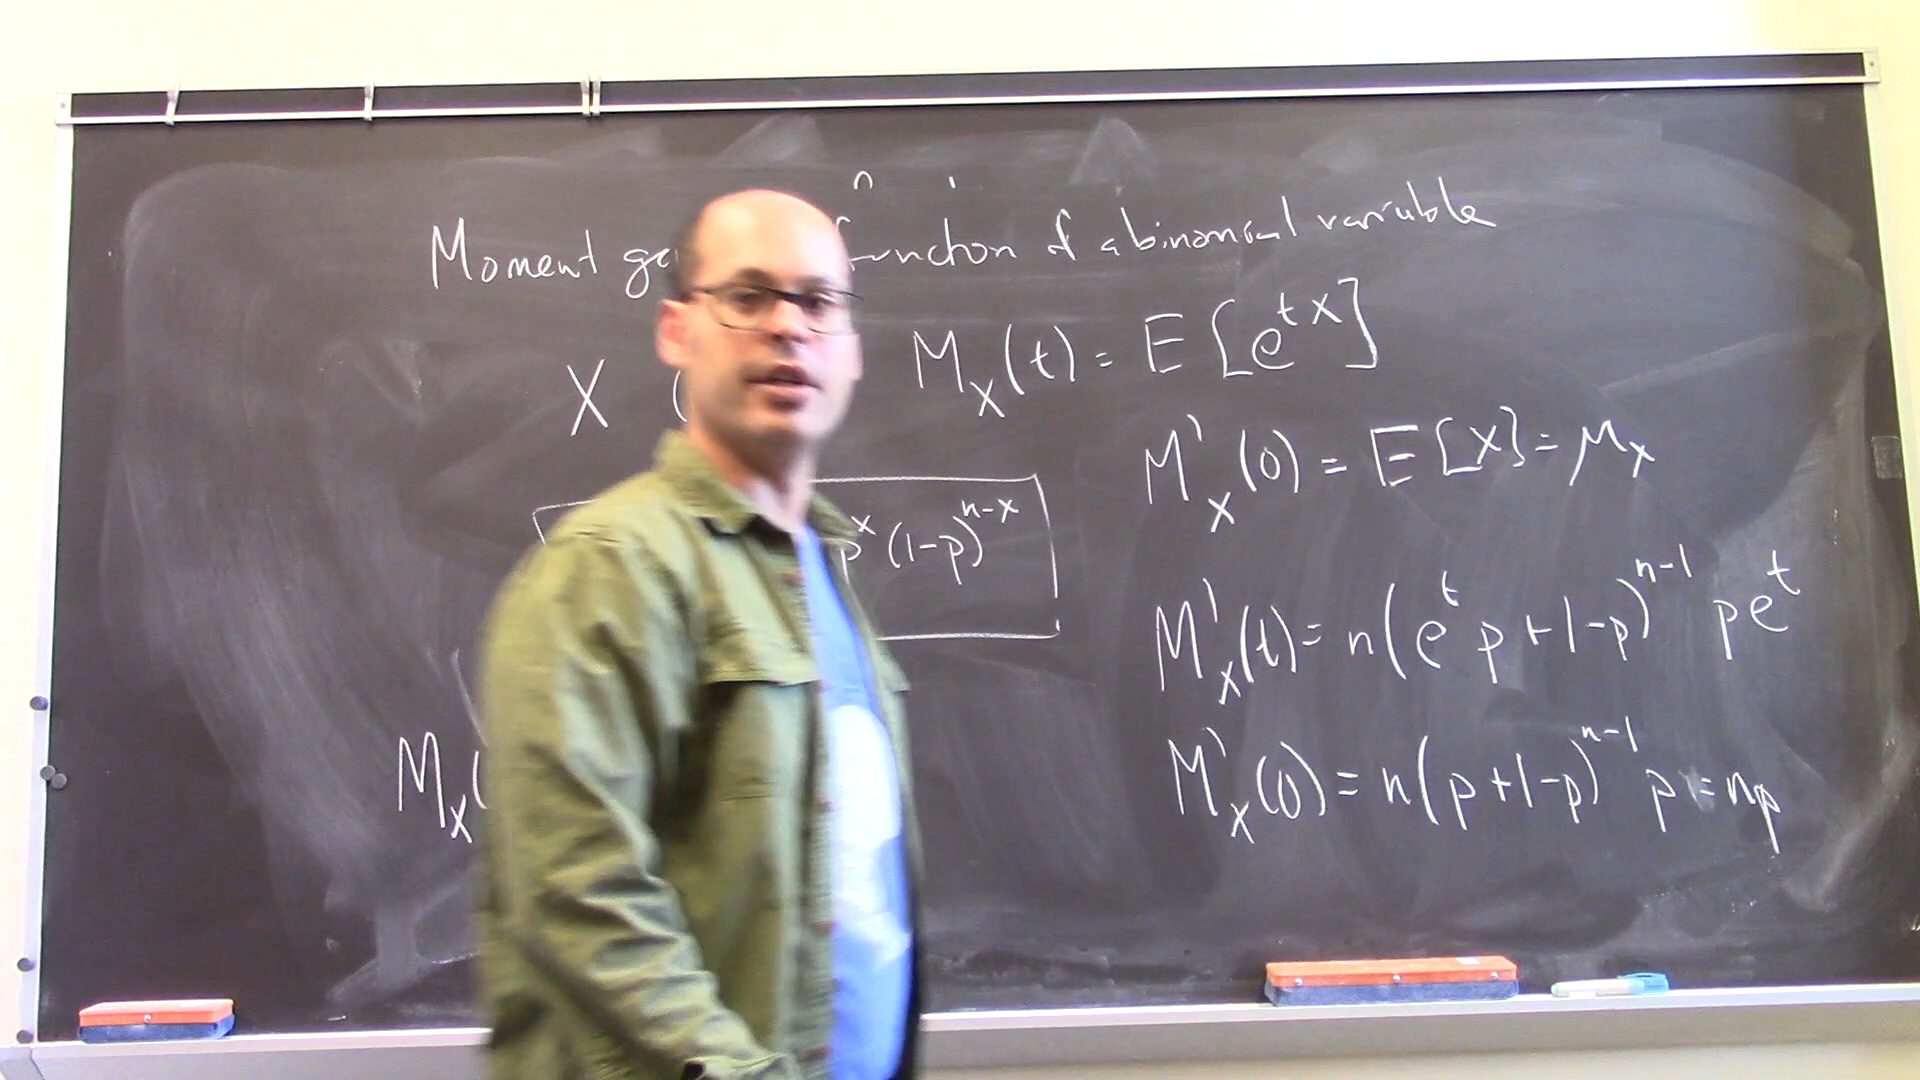 Moment ge function of a binomial variable
X ( M_X(t) = E[e^{tX}]
M'_X(0) = E[X] = μ_X
p^x (1-p)^{n-x}
M'_X(t) = n(e^t p + 1 - p)^{n-1} p e^t
M_X(
M'_X(0) = n(p + 1 - p)^{n-1} p = np